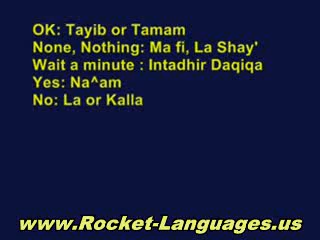 OK: Tayib or Tamam
None, Nothing: Ma fi, La Shay'
Wait a minute : Intadhir Daqiqa
Yes: Na^am
No: La or Kalla
www.Rocket-Languages.us